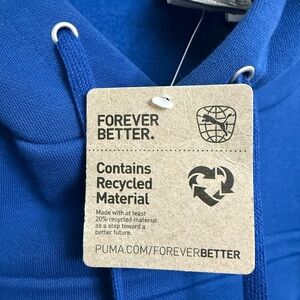 FOREVER
BETTER.
Contains
Recycled
Material
Made with at least
20% recycled material
as a step toward a
better future.
PUMA.COM/FOREVERBETTER